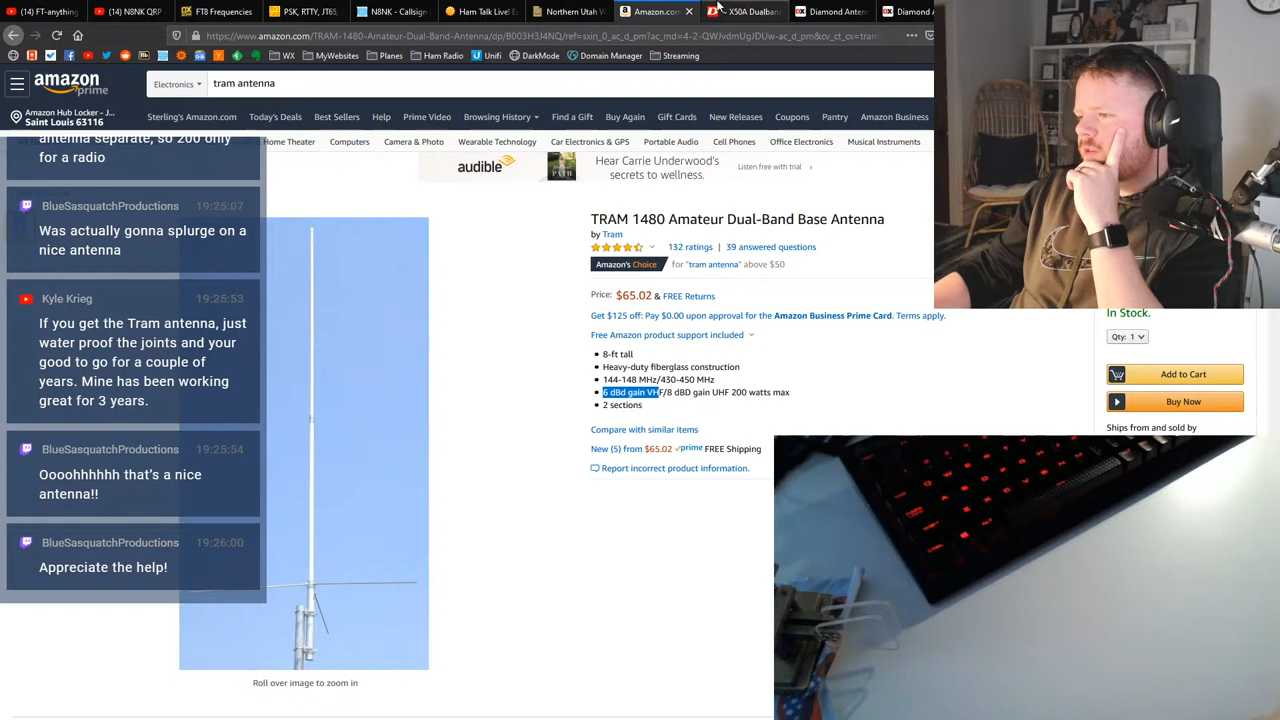 (14) FT-anything
(14) N8NK QRP -
FT8 Frequencies
PSK, RTTY, JT65,
N8NK - Callsign
Ham Talk Live! E
Northern Utah W
Amazon.com
X50A Dualban
Diamond Anten
Diamond A
https://www.amazon.com/TRAM-1480-Amateur-Dual-Band-Antenna/dp/B003H3J4NQ/
WX
MyWebsites
Planes
Ham Radio
Unifi
DarkMode
Domain Manager
Streaming
amazon
prime
Electronics
tram antenna
Amazon Hub Locker - J...
Saint Louis 63116
Sterling's Amazon.com
Today's Deals
Best Sellers
Help
Prime Video
Browsing History
Find a Gift
Buy Again
Gift Cards
New Releases
Coupons
Pantry
Amazon Business
Home Theater
Computers
Camera & Photo
Wearable Technology
Car Electronics & GPS
Portable Audio
Cell Phones
Office Electronics
Musical Instruments
audible
PATH
Hear Carrie Underwood's
secrets to wellness.
Listen free with trial
antenna separate, so 200 only
for a radio
BlueSasquatchProductions 19:25:07
Was actually gonna splurge on a
nice antenna
Kyle Krieg 19:25:53
If you get the Tram antenna, just
water proof the joints and your
good to go for a couple of
years. Mine has been working
great for 3 years.
BlueSasquatchProductions 19:25:54
Oooohhhhhh that's a nice
antenna!!
BlueSasquatchProductions 19:26:00
Appreciate the help!
Roll over image to zoom in
TRAM 1480 Amateur Dual-Band Base Antenna
by Tram
132 ratings | 39 answered questions
Amazon's Choice for "tram antenna" above $50
Price: $65.02 & FREE Returns
Get $125 off: Pay $0.00 upon approval for the Amazon Business Prime Card. Terms apply.
Free Amazon product support included
8-ft tall
Heavy-duty fiberglass construction
144-148 MHz/430-450 MHz
6 dBd gain VHF/8 dBD gain UHF 200 watts max
2 sections
Compare with similar items
New (5) from $65.02 prime FREE Shipping
Report incorrect product information.
In Stock.
Qty: 1
Add to Cart
Buy Now
Ships from and sold by